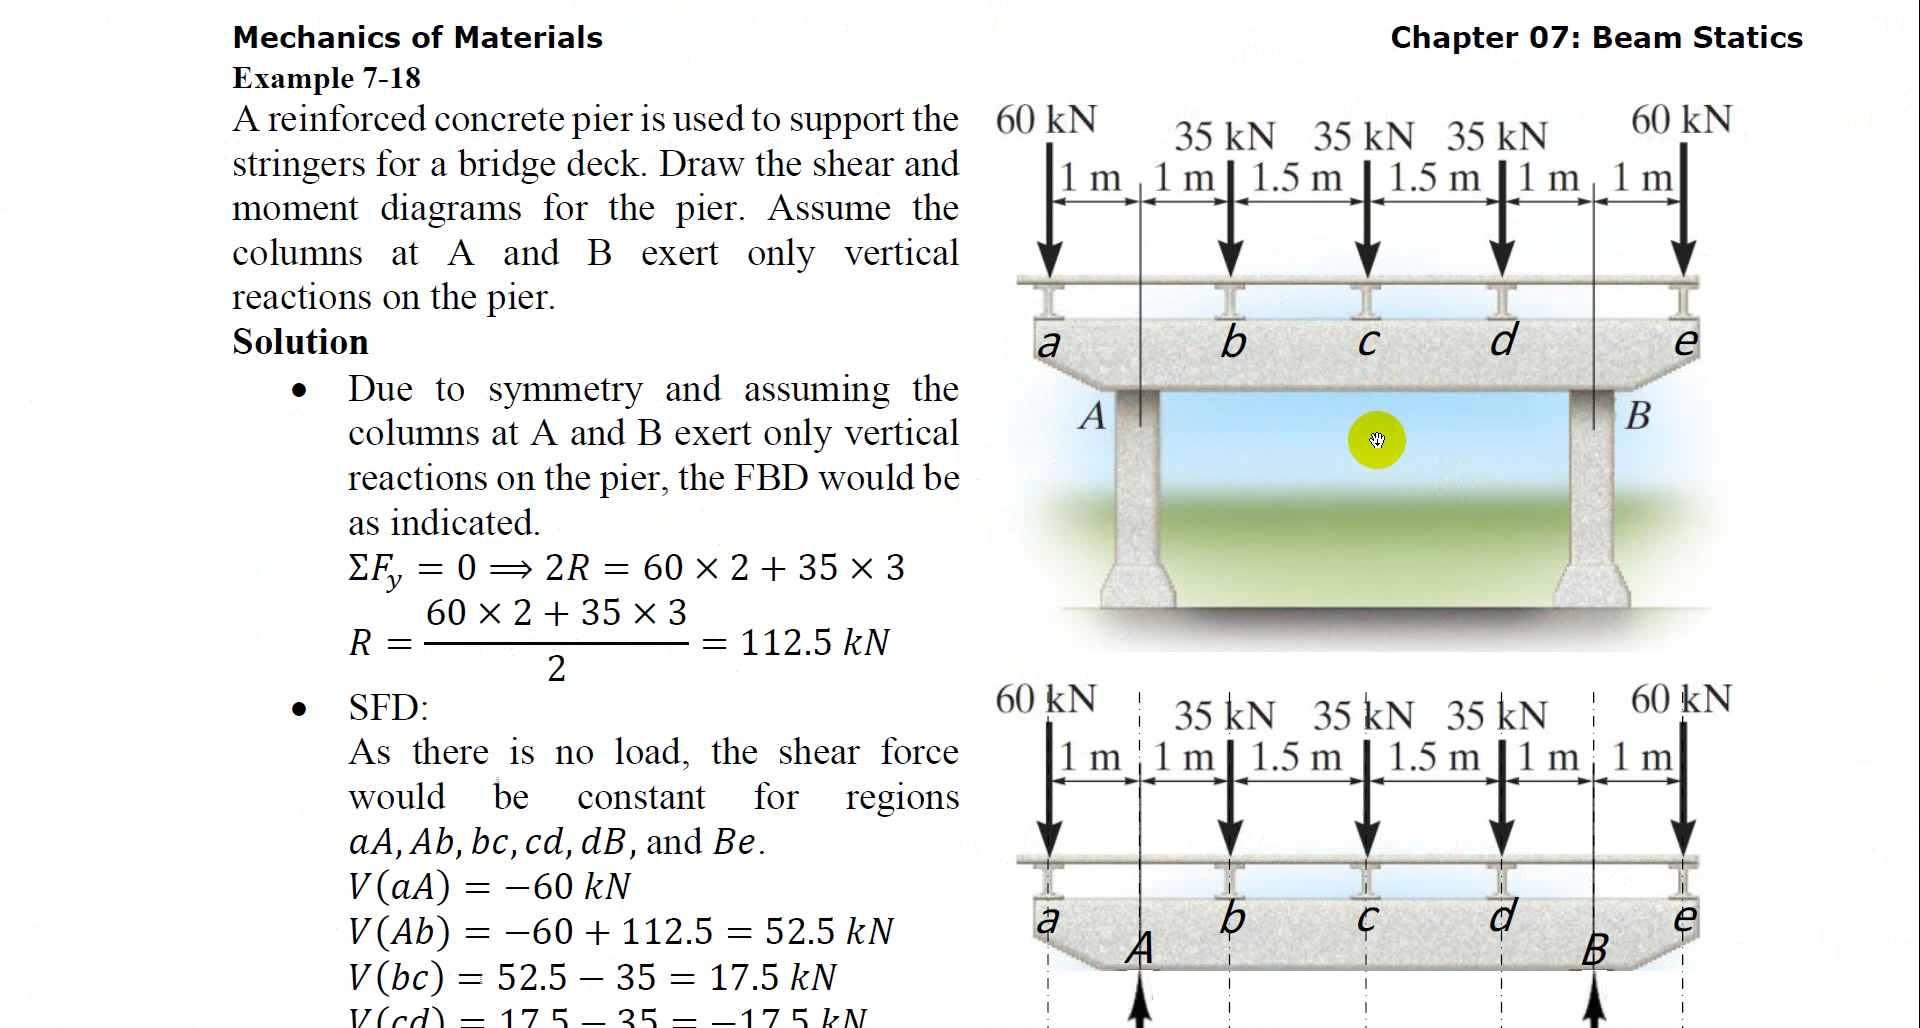 Mechanics of Materials
Chapter 07: Beam Statics
Example 7-18
A reinforced concrete pier is used to support the
stringers for a bridge deck. Draw the shear and
moment diagrams for the pier. Assume the
columns at A and B exert only vertical
reactions on the pier.
Solution
• Due to symmetry and assuming the
columns at A and B exert only vertical
reactions on the pier, the FBD would be
as indicated.
ΣF_y = 0 ⟹ 2R = 60 × 2 + 35 × 3
R = (60 × 2 + 35 × 3) / 2 = 112.5 kN
• SFD:
As there is no load, the shear force
would be constant for regions
aA, Ab, bc, cd, dB, and Be.
V(aA) = −60 kN
V(Ab) = −60 + 112.5 = 52.5 kN
V(bc) = 52.5 − 35 = 17.5 kN
V(cd) = 17.5 − 35 = −17.5 kN
60 kN 35 kN 35 kN 35 kN 60 kN
1 m 1 m 1.5 m 1.5 m 1 m 1 m
a b c d e
A B
60 kN 35 kN 35 kN 35 kN 60 kN
1 m 1 m 1.5 m 1.5 m 1 m 1 m
a b c d e
A B